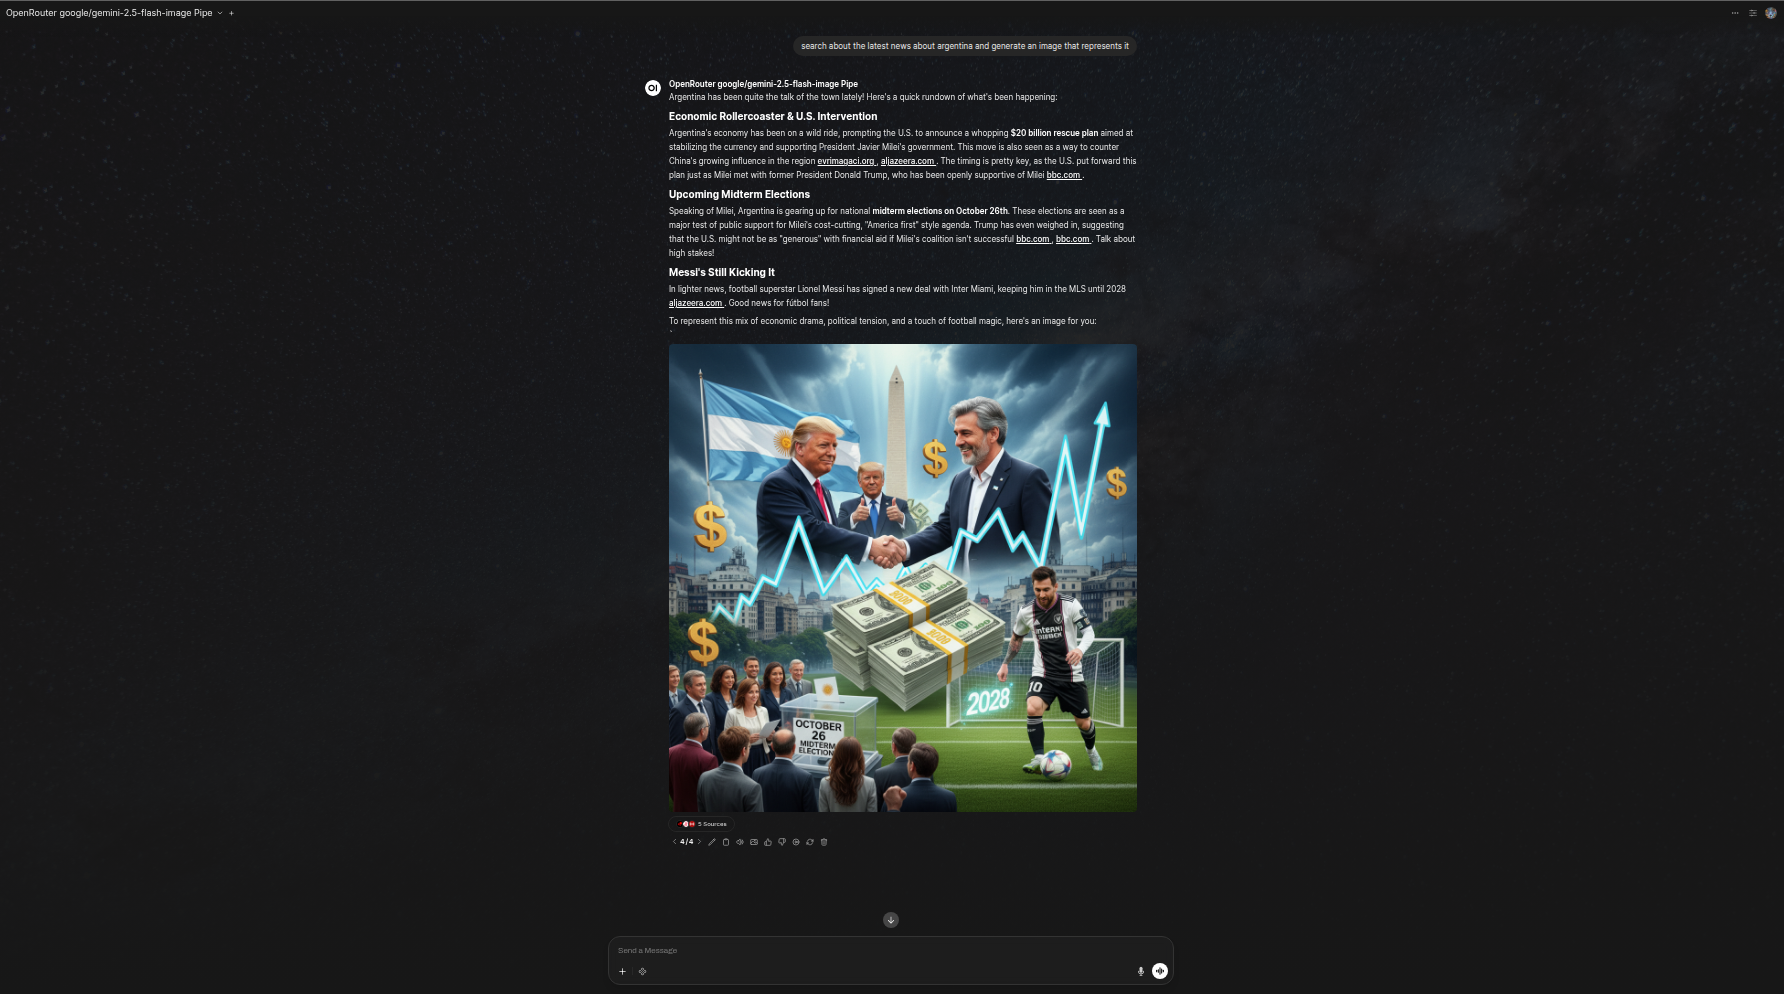 OpenRouter google/gemini-2.5-flash-image Pipe
search about the latest news about argentina and generate an image that represents it
OI
OpenRouter google/gemini-2.5-flash-image Pipe
Argentina has been quite the talk of the town lately! Here's a quick rundown of what's been happening:
Economic Rollercoaster & U.S. Intervention
Argentina's economy has been on a wild ride, prompting the U.S. to announce a whopping $20 billion rescue plan aimed at
stabilizing the currency and supporting President Javier Milei's government. This move is also seen as a way to counter
China's growing influence in the region evrimagaci.org , aljazeera.com . The timing is pretty key, as the U.S. put forward this
plan just as Milei met with former President Donald Trump, who has been openly supportive of Milei bbc.com .
Upcoming Midterm Elections
Speaking of Milei, Argentina is gearing up for national midterm elections on October 26th. These elections are seen as a
major test of public support for Milei's cost-cutting, "America first" style agenda. Trump has even weighed in, suggesting
that the U.S. might not be as "generous" with financial aid if Milei's coalition isn't successful bbc.com , bbc.com . Talk about
high stakes!
Messi's Still Kicking It
In lighter news, football superstar Lionel Messi has signed a new deal with Inter Miami, keeping him in the MLS until 2028
aljazeera.com . Good news for fútbol fans!
To represent this mix of economic drama, political tension, and a touch of football magic, here's an image for you:
$
$
$
$
10
2028
OCTOBER
26
MIDTERM
ELECTION
5 Sources
4/4
Send a Message